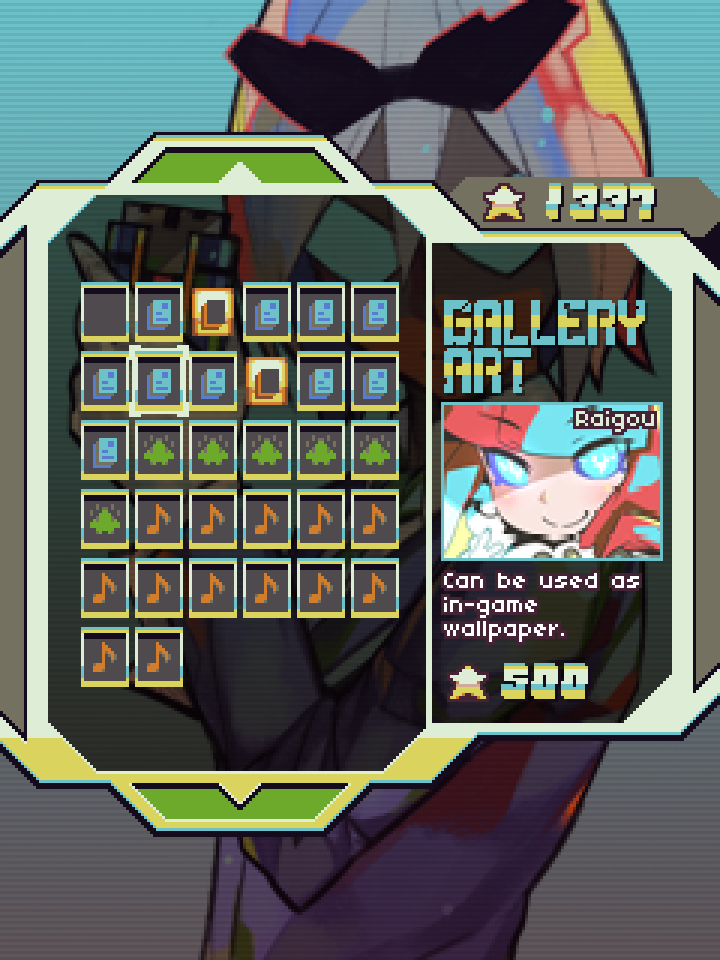 1337
GALLERY
ART
Raigou
Can be used as
in-game
wallpaper.
500